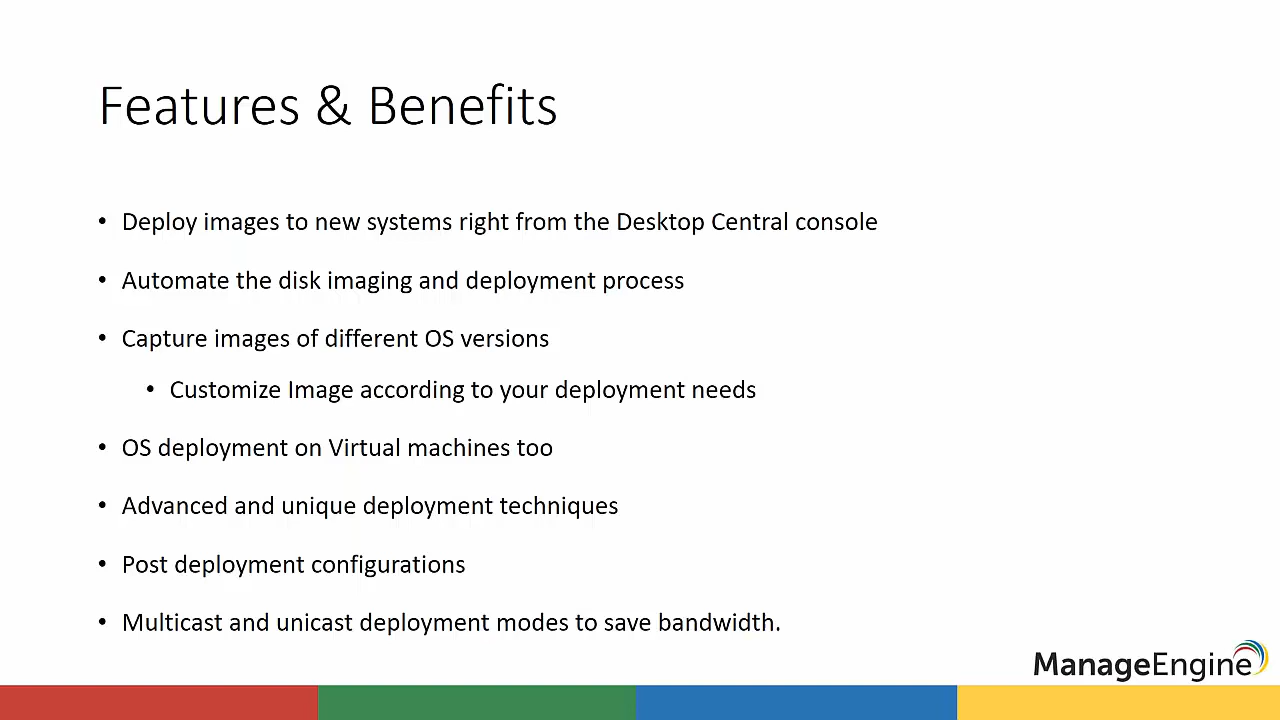 Features & Benefits
• Deploy images to new systems right from the Desktop Central console
• Automate the disk imaging and deployment process
• Capture images of different OS versions
• Customize Image according to your deployment needs
• OS deployment on Virtual machines too
• Advanced and unique deployment techniques
• Post deployment configurations
• Multicast and unicast deployment modes to save bandwidth.
ManageEngine